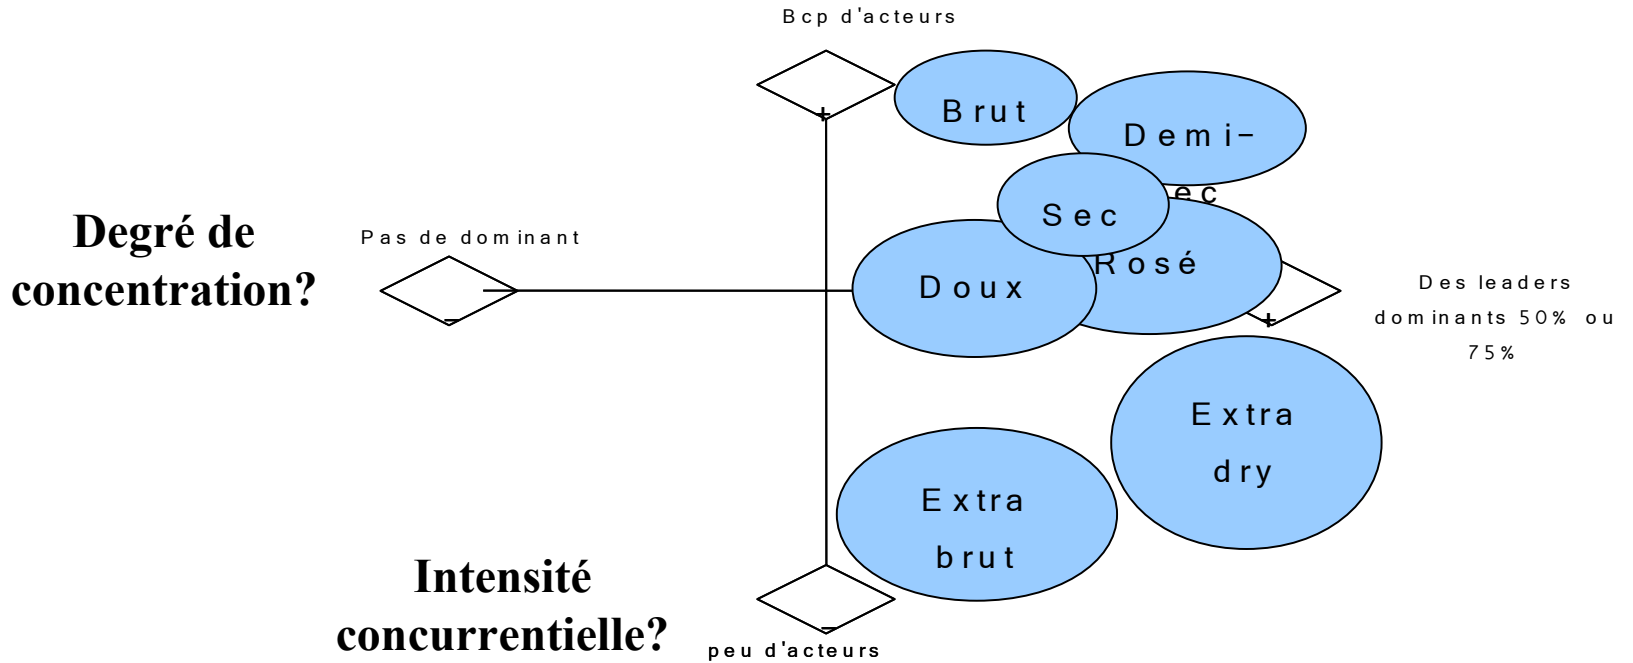 Bcp d'acteurs
+
Brut
Demi-
ec
Sec
Degré de
concentration?
Pas de dominant
–
Doux
Rosé
+
Des leaders
dominants 50% ou
75%
Extra
dry
Extra
brut
Intensité
concurrentielle?
–
peu d'acteurs